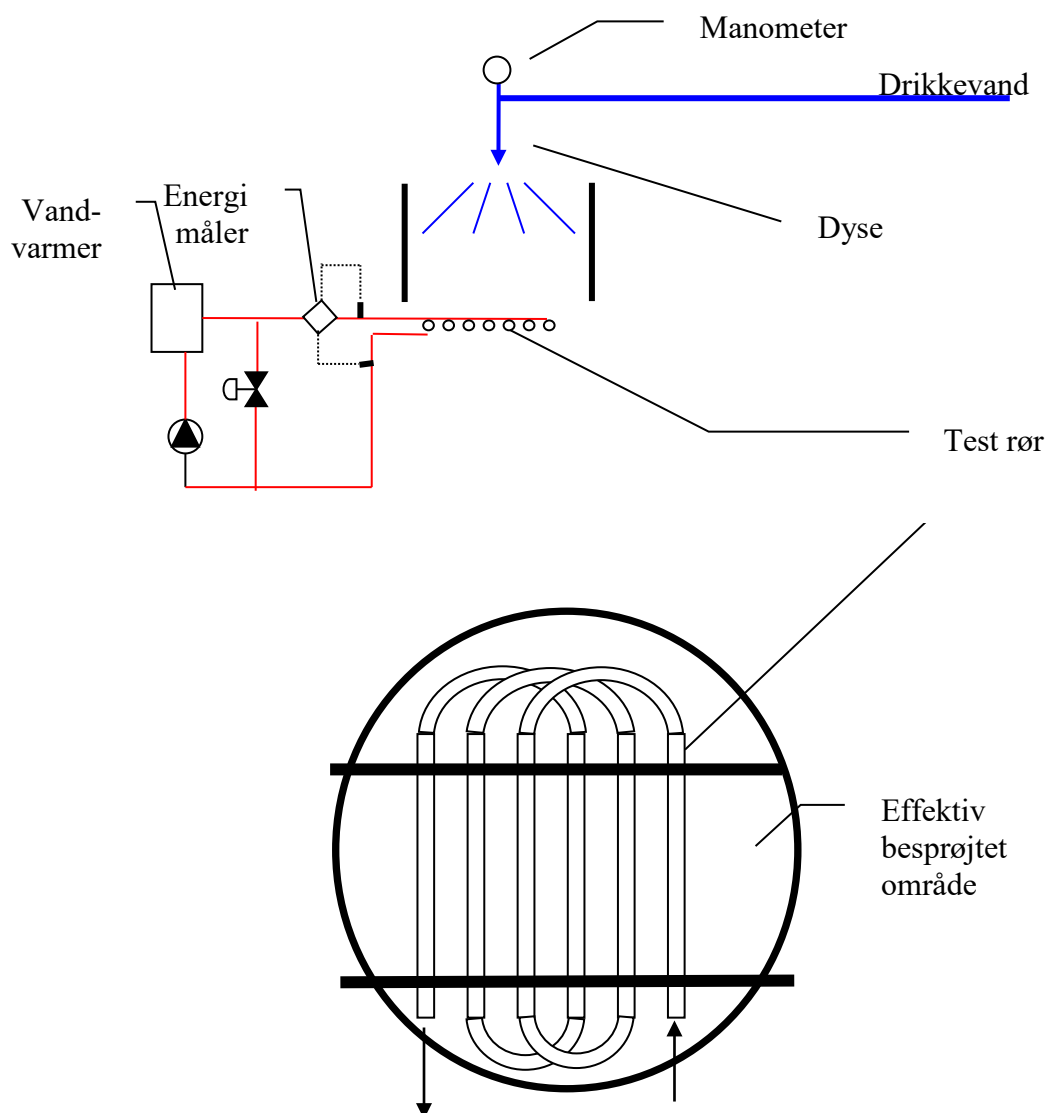 Manometer
Drikkevand
Energi
måler
Vand-
varmer
Dyse
Test rør
Effektiv
besprøjtet
område